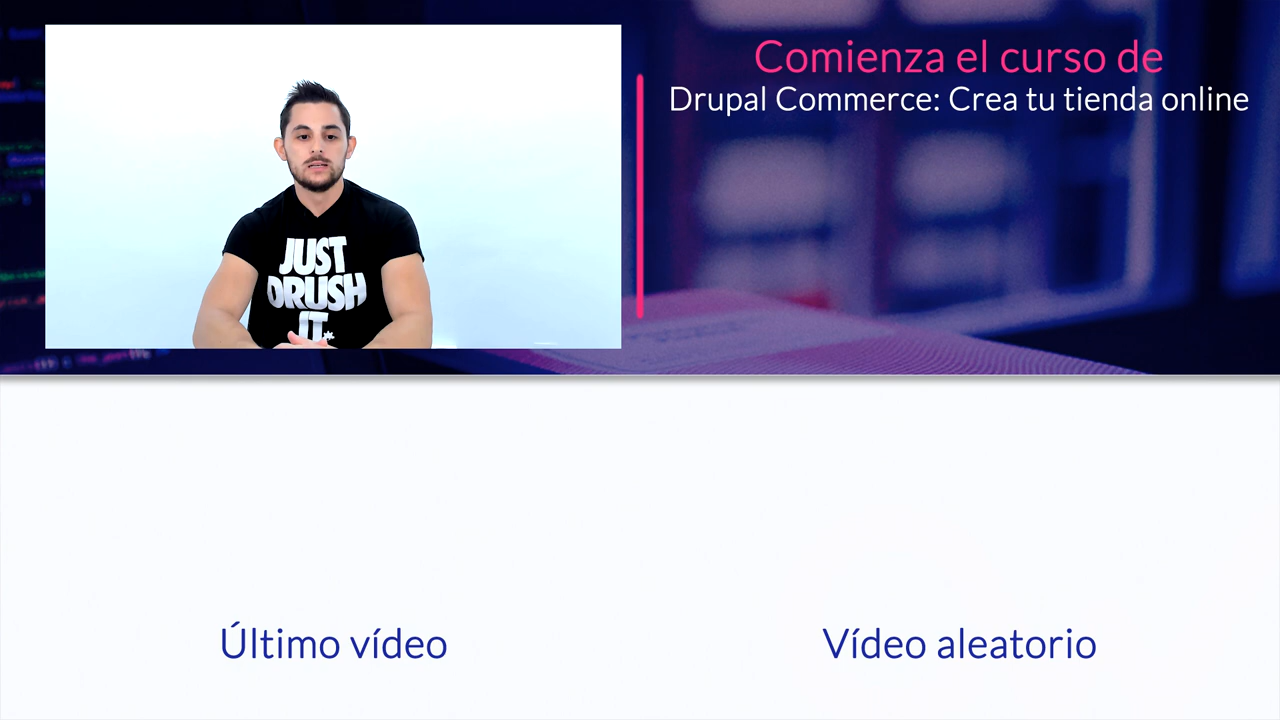 Comienza el curso de
Drupal Commerce: Crea tu tienda online
JUST
DRUSH
IT.
Último vídeo
Vídeo aleatorio